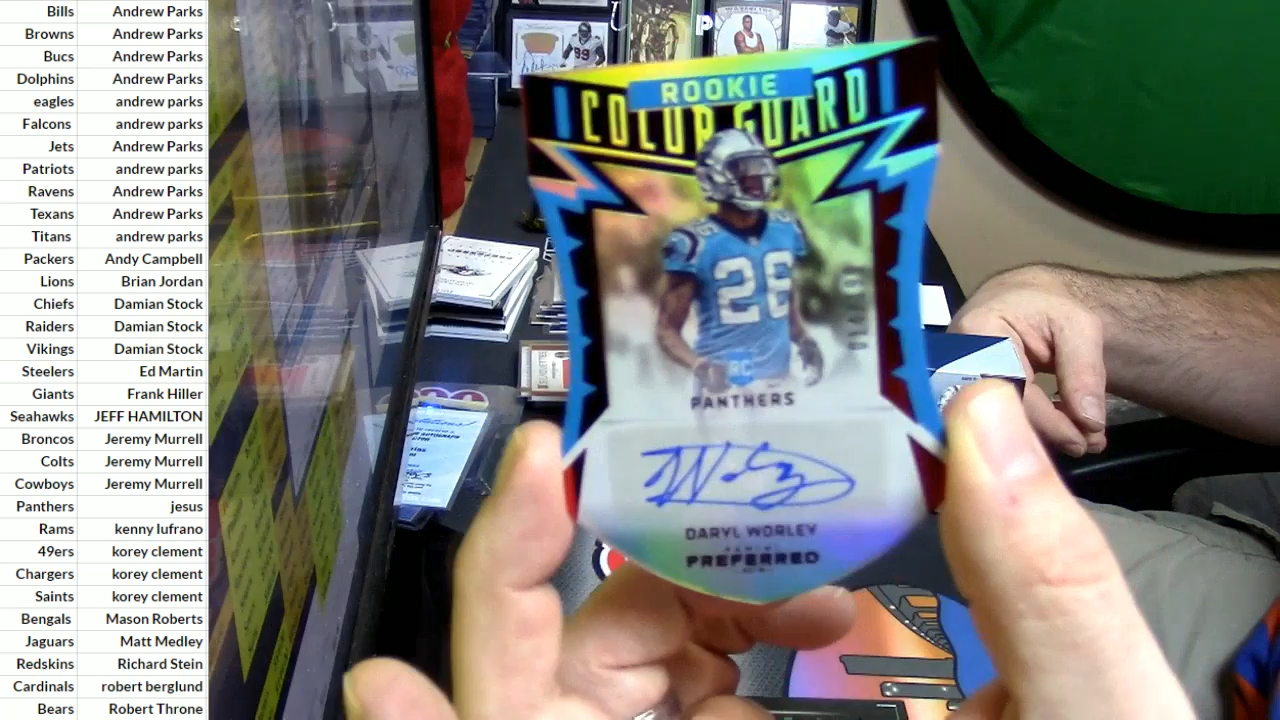 Bills Andrew Parks
Browns Andrew Parks
Bucs Andrew Parks
Dolphins Andrew Parks
eagles andrew parks
Falcons andrew parks
Jets Andrew Parks
Patriots andrew parks
Ravens Andrew Parks
Texans Andrew Parks
Titans andrew parks
Packers Andy Campbell
Lions Brian Jordan
Chiefs Damian Stock
Raiders Damian Stock
Vikings Damian Stock
Steelers Ed Martin
Giants Frank Hiller
Seahawks JEFF HAMILTON
Broncos Jeremy Murrell
Colts Jeremy Murrell
Cowboys Jeremy Murrell
Panthers jesus
Rams kenny lufrano
49ers korey clement
Chargers korey clement
Saints korey clement
Bengals Mason Roberts
Jaguars Matt Medley
Redskins Richard Stein
Cardinals robert berglund
Bears Robert Throne
ROOKIE
COLOR GUARD
26
RC
PANTHERS
DARYL WORLEY
PANINI
PREFERRED
99